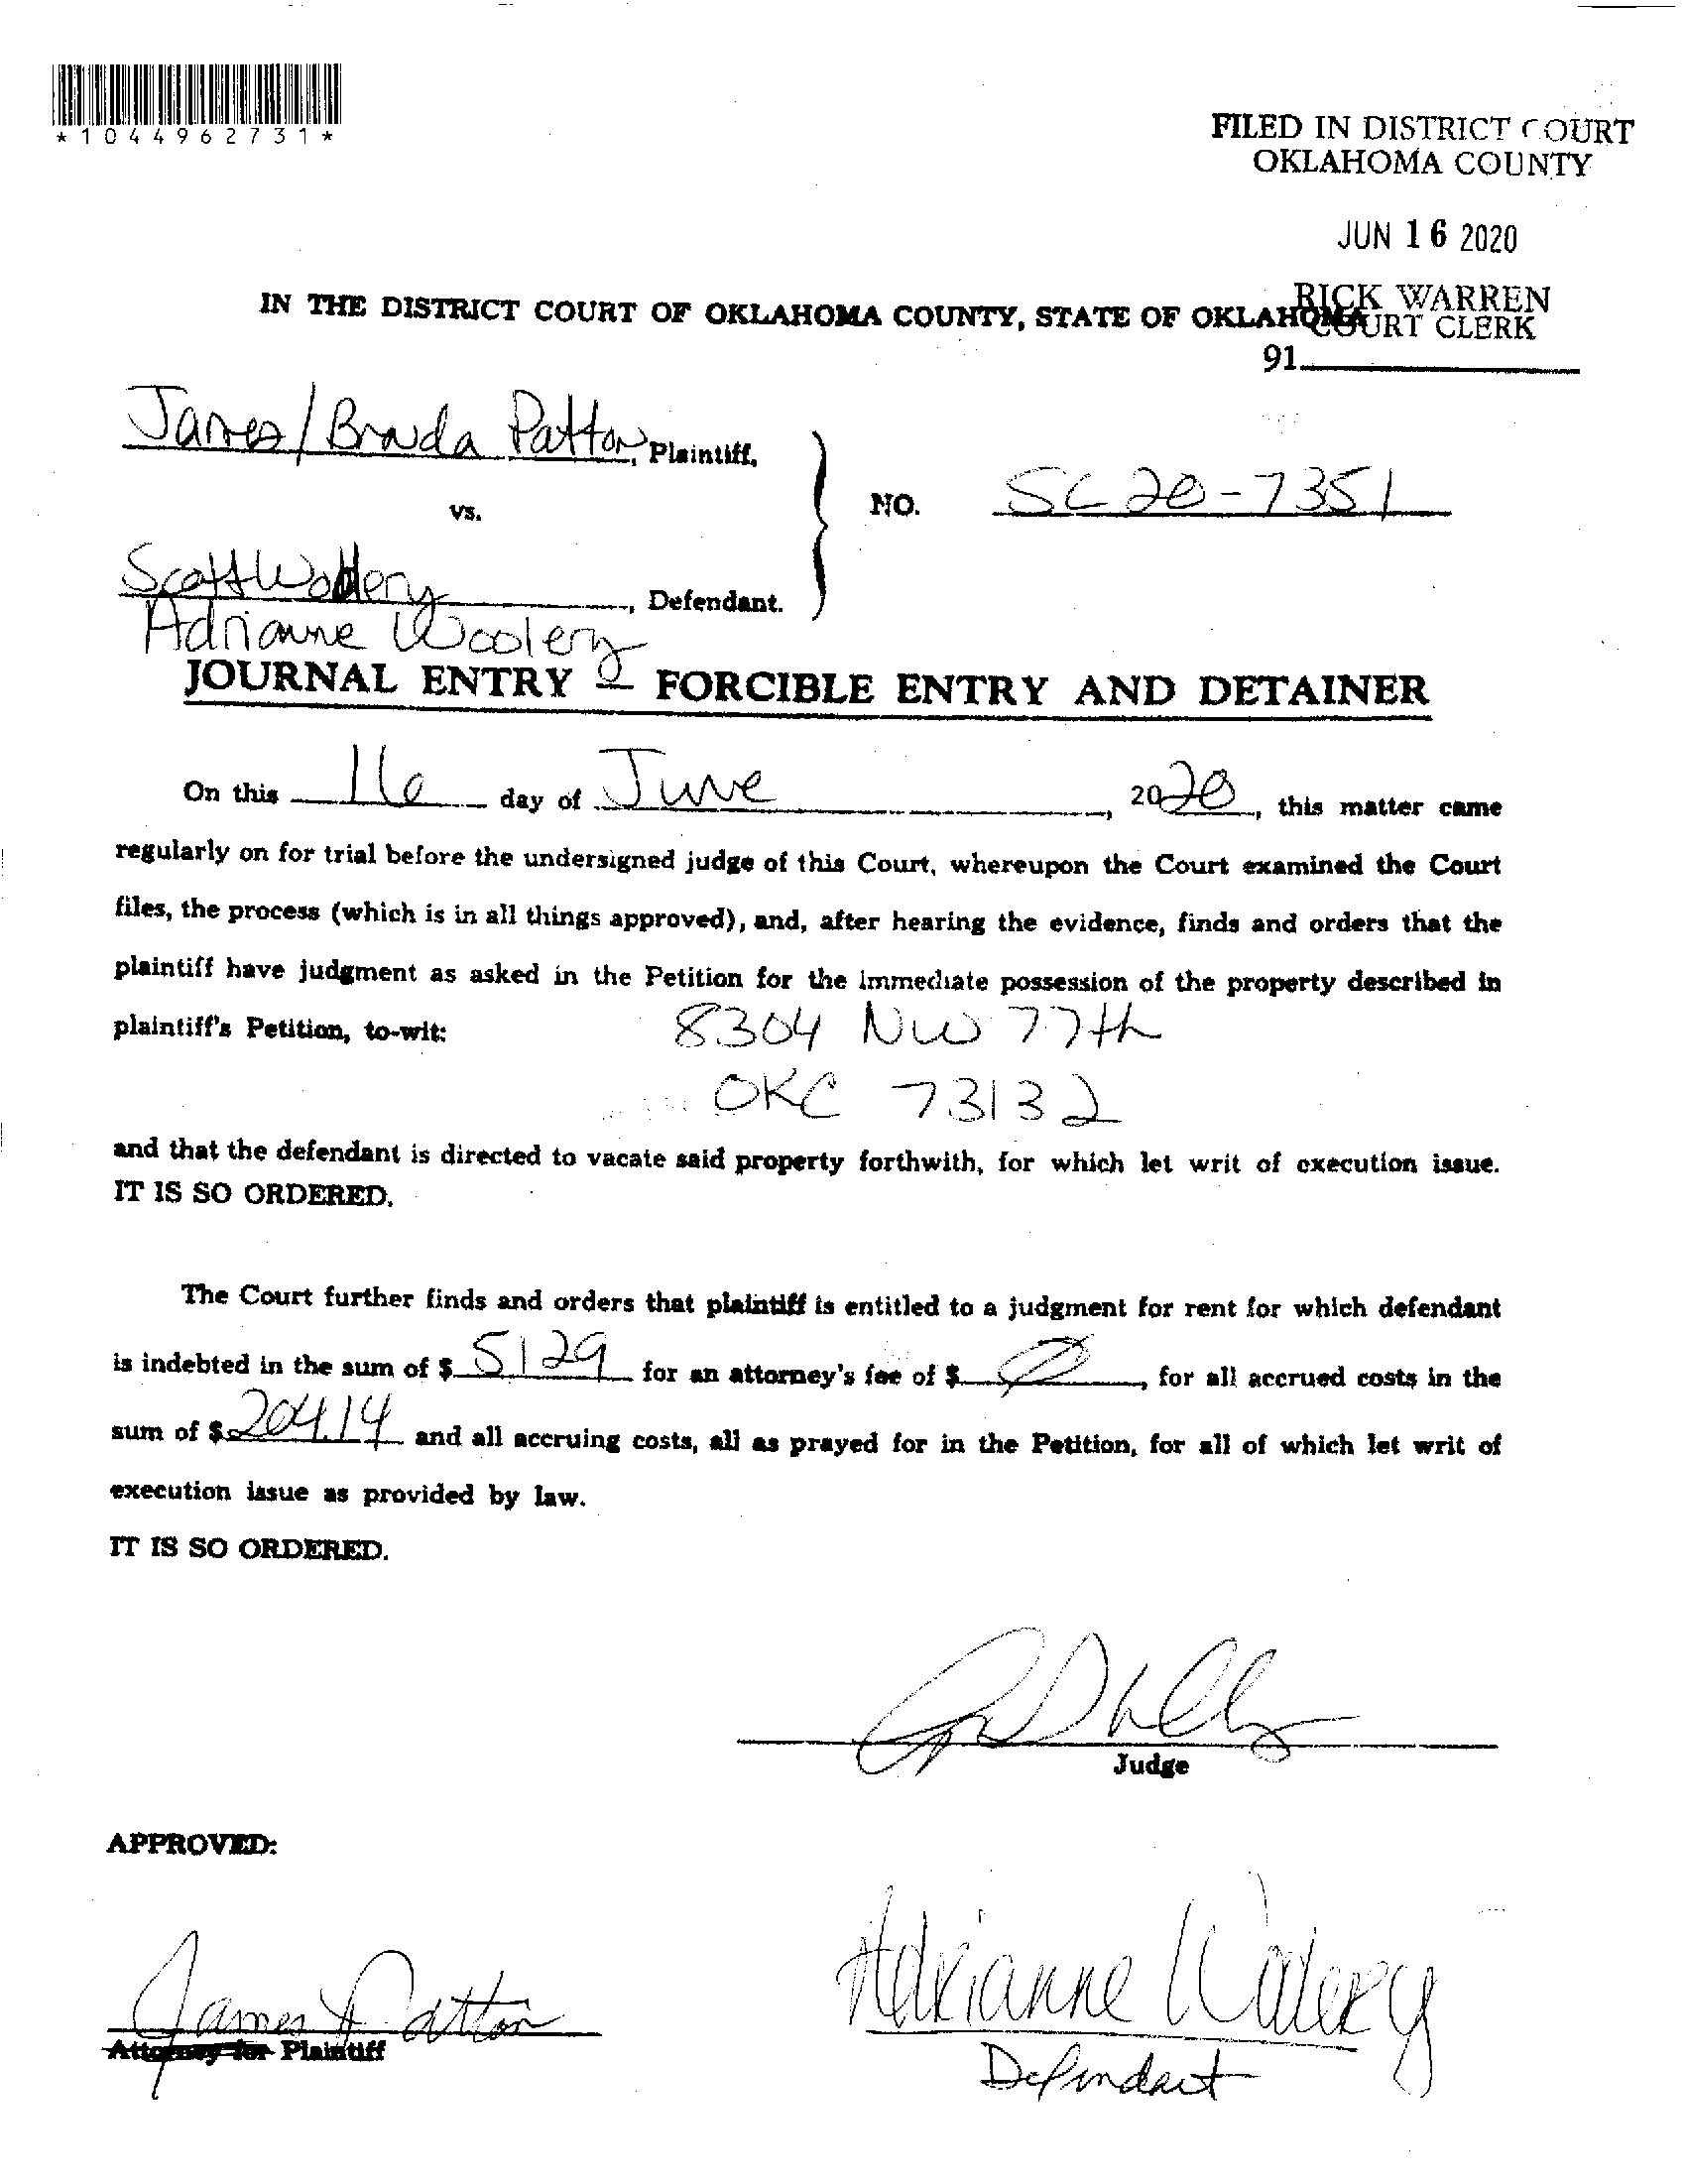 *1044962731*
FILED IN DISTRICT COURT
OKLAHOMA COUNTY
JUN 16 2020
RICK WARREN
COURT CLERK
91
IN THE DISTRICT COURT OF OKLAHOMA COUNTY, STATE OF OKLAHOMA
James/Brenda Patton, Plaintiff,
vs.
NO. SC 20-7351
Scott Woolery, Defendant.
Adrianne Woolery
JOURNAL ENTRY — FORCIBLE ENTRY AND DETAINER
On this 16 day of June, 2020, this matter came
regularly on for trial before the undersigned judge of this Court, whereupon the Court examined the Court
files, the process (which is in all things approved), and, after hearing the evidence, finds and orders that the
plaintiff have judgment as asked in the Petition for the immediate possession of the property described in
plaintiff's Petition, to-wit: 8304 NW 77th
OKC 73132
and that the defendant is directed to vacate said property forthwith, for which let writ of execution issue.
IT IS SO ORDERED.
The Court further finds and orders that plaintiff is entitled to a judgment for rent for which defendant
is indebted in the sum of $ 5129 for an attorney's fee of $ Ø, for all accrued costs in the
sum of $ 204.14 and all accruing costs, all as prayed for in the Petition, for all of which let writ of
execution issue as provided by law.
IT IS SO ORDERED.
Judge
APPROVED:
James Patton
Adrianne Woolery
Attorney for Plaintiff
Defendant